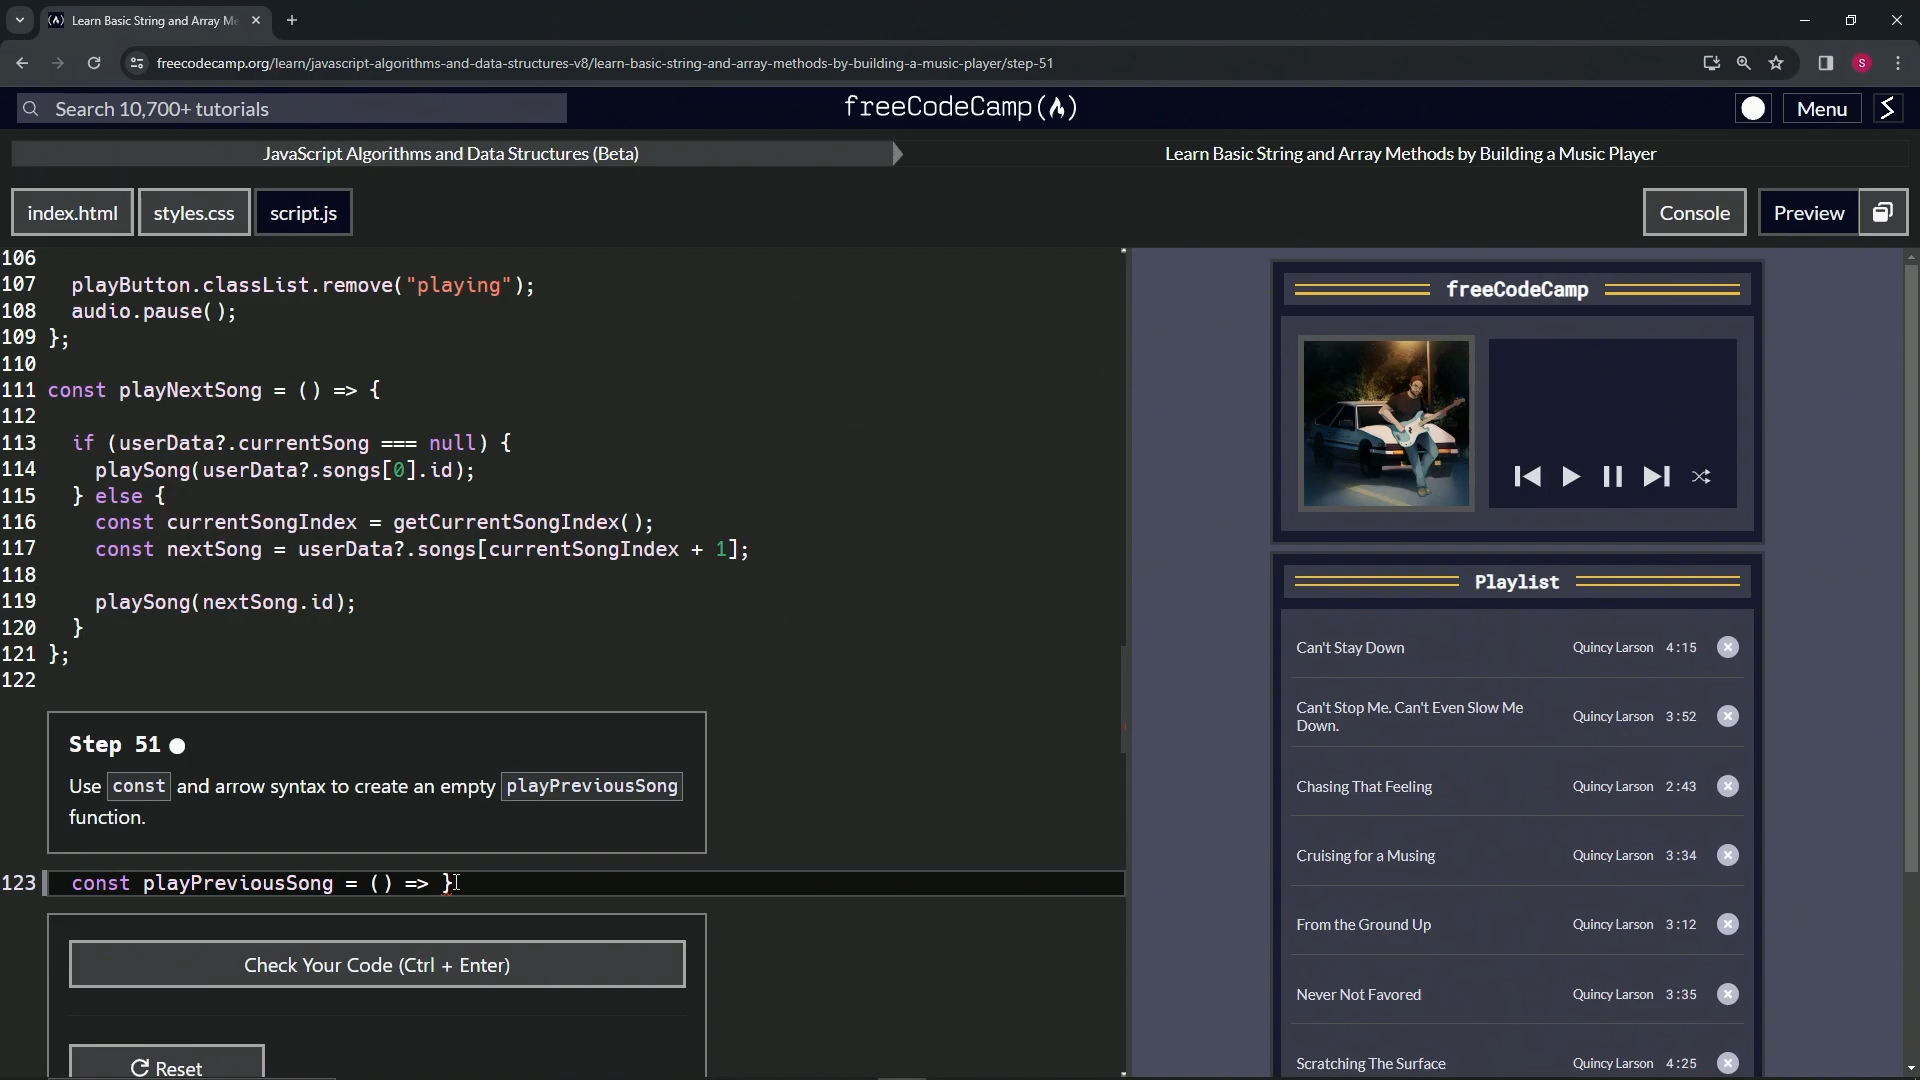 Learn Basic String and Array Me
freecodecamp.org/learn/javascript-algorithms-and-data-structures-v8/learn-basic-string-and-array-methods-by-building-a-music-player/step-51
S
Search 10,700+ tutorials
freeCodeCamp
Menu
JavaScript Algorithms and Data Structures (Beta)
Learn Basic String and Array Methods by Building a Music Player
index.html
styles.css
script.js
Console
Preview
106
107 playButton.classList.remove("playing");
108 audio.pause();
109 };
110
111 const playNextSong = () => {
112
113 if (userData?.currentSong === null) {
114 playSong(userData?.songs[0].id);
115 } else {
116 const currentSongIndex = getCurrentSongIndex();
117 const nextSong = userData?.songs[currentSongIndex + 1];
118
119 playSong(nextSong.id);
120 }
121 };
122
Step 51
Use const and arrow syntax to create an empty playPreviousSong
function.
123 const playPreviousSong = () => }
Check Your Code (Ctrl + Enter)
Reset
freeCodeCamp
Playlist
Can't Stay Down Quincy Larson 4:15
Can't Stop Me. Can't Even Slow Me
Down. Quincy Larson 3:52
Chasing That Feeling Quincy Larson 2:43
Cruising for a Musing Quincy Larson 3:34
From the Ground Up Quincy Larson 3:12
Never Not Favored Quincy Larson 3:35
Scratching The Surface Quincy Larson 4:25